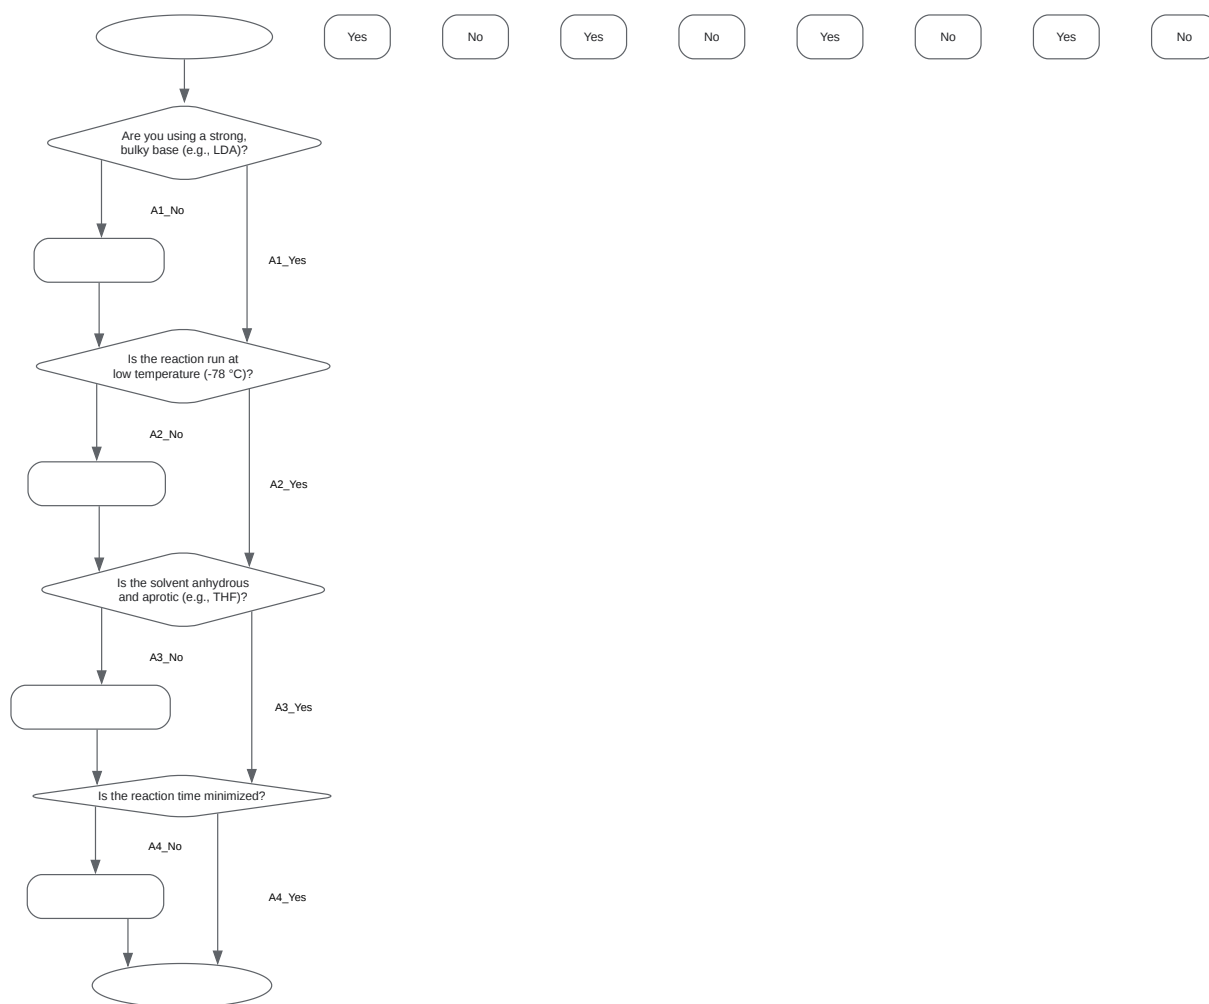 Yes
No
Yes
No
Yes
No
Yes
No
Are you using a strong,
bulky base (e.g., LDA)?
A1_No
A1_Yes
Is the reaction run at
low temperature (-78 °C)?
A2_No
A2_Yes
Is the solvent anhydrous
and aprotic (e.g., THF)?
A3_No
A3_Yes
Is the reaction time minimized?
A4_No
A4_Yes